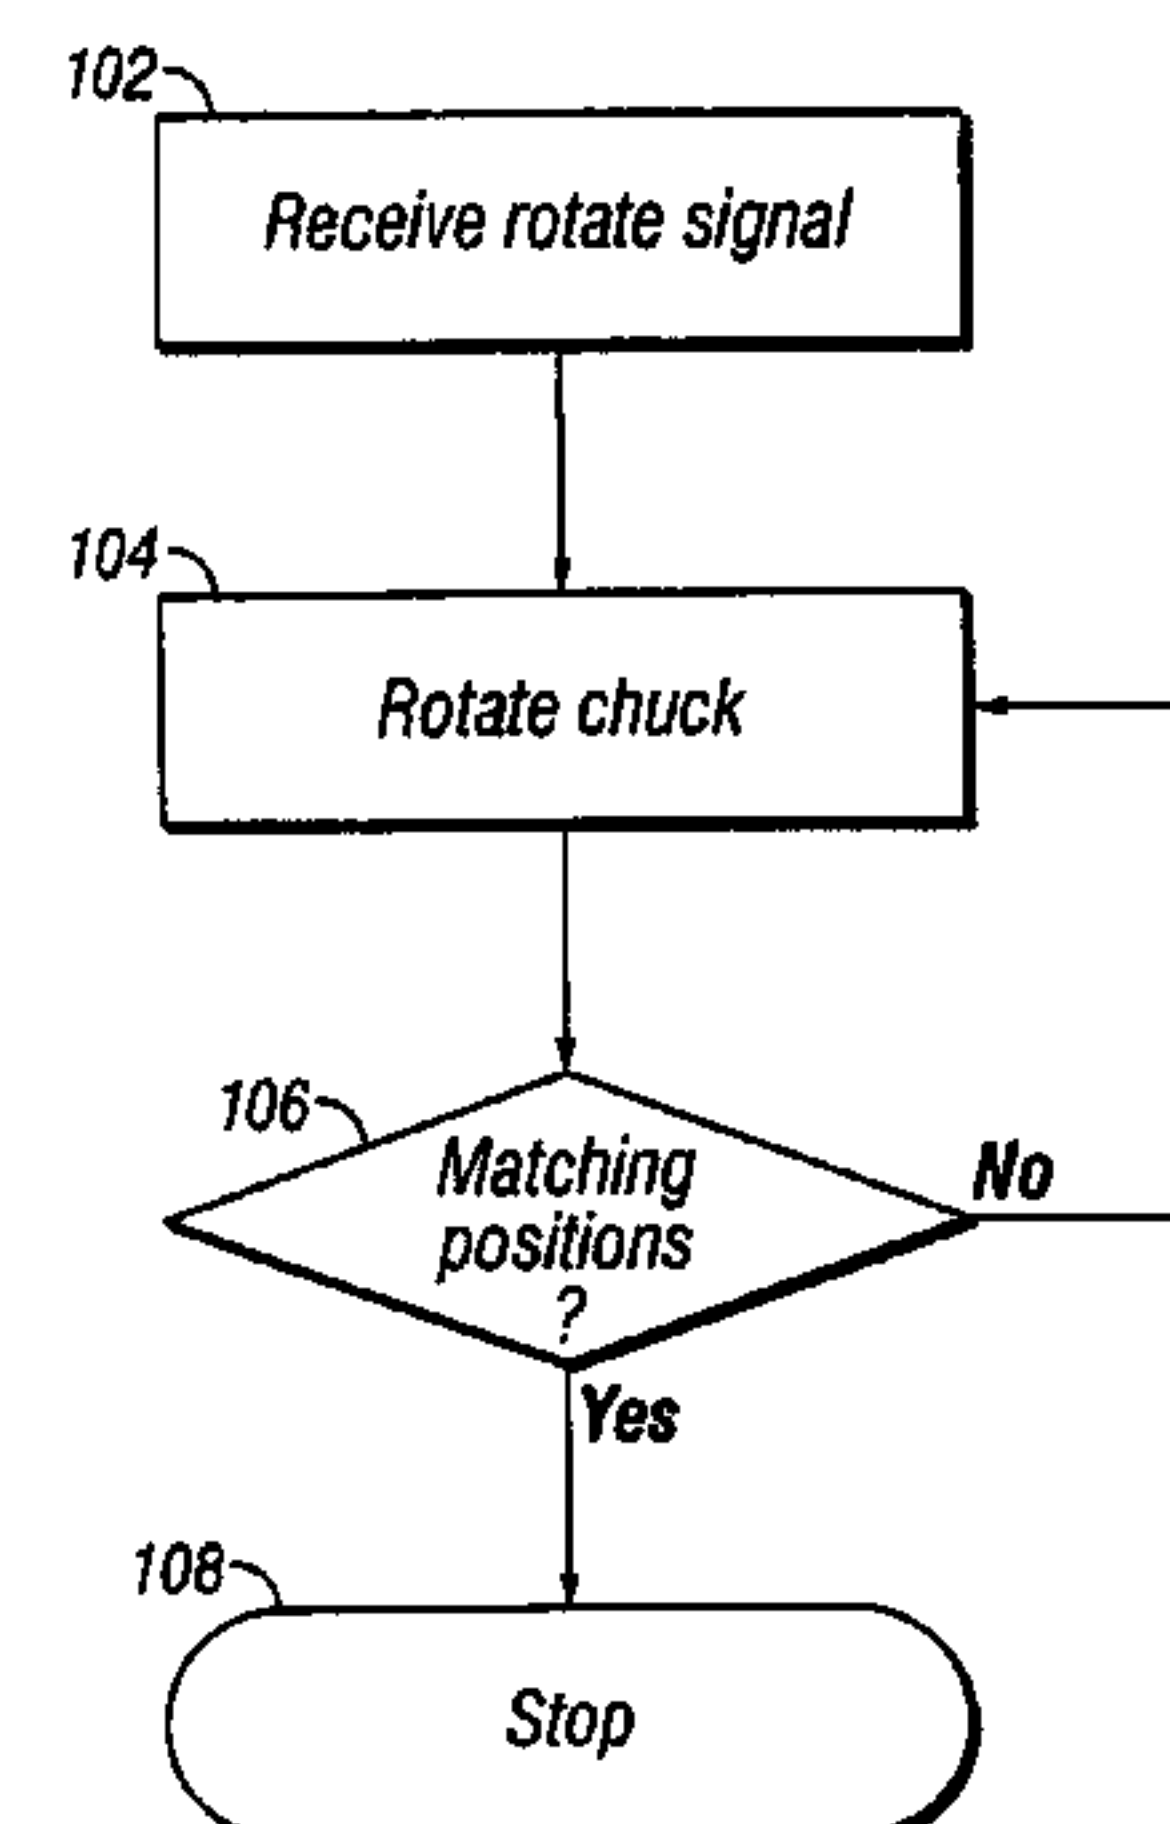 102
Receive rotate signal
104
Rotate chuck
106
Matching
positions
?
No
Yes
108
Stop